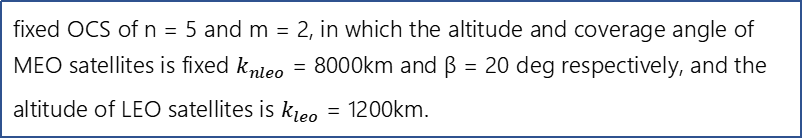 fixed OCS of n = 5 and m = 2, in which the altitude and coverage angle of
MEO satellites is fixed k_{nleo} = 8000km and β = 20 deg respectively, and the
altitude of LEO satellites is k_{leo} = 1200km.